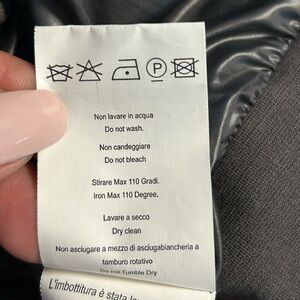 P
Non lavare in acqua
Do not wash.
Non candeggiare
Do not bleach
Stirare Max 110 Gradi.
Iron Max 110 Degree.
Lavare a secco
Dry clean
Non asciugare a mezzo di asciugabiancheria a
tamburo rotativo
Do not Tumble Dry
L'imbottitura è stata